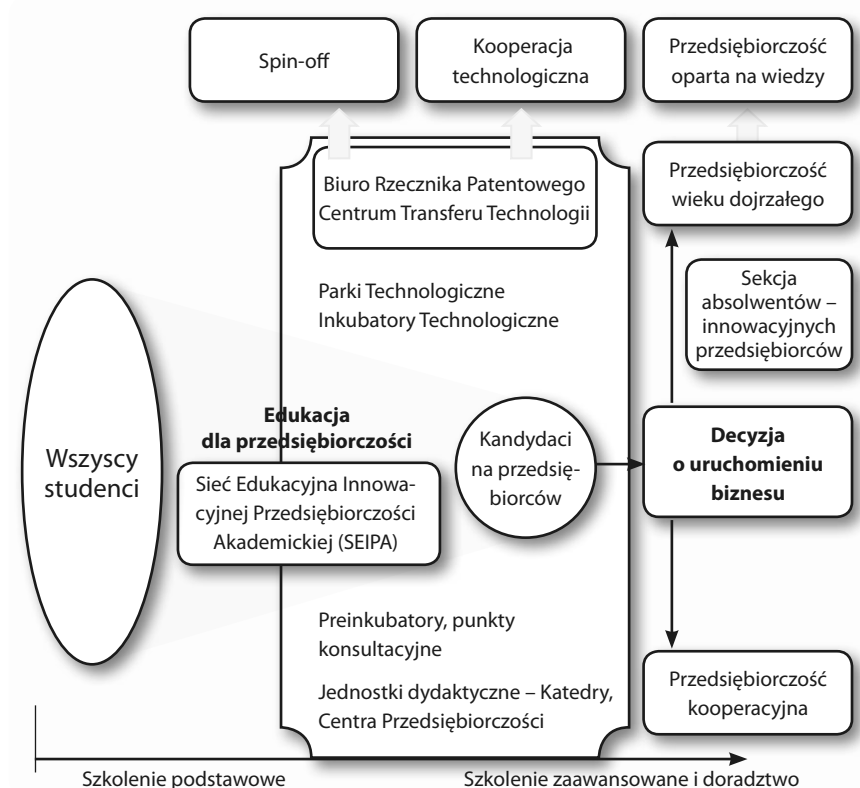 Spin-off
Kooperacja
technologiczna
Przedsiębiorczość
oparta na wiedzy
Biuro Rzecznika Patentowego
Centrum Transferu Technologii
Przedsiębiorczość
wieku dojrzałego
Parki Technologiczne
Inkubatory Technologiczne
Sekcja
absolwentów –
innowacyjnych
przedsiębiorców
Wszyscy
studenci
Edukacja
dla przedsiębiorczości
Sieć Edukacyjna Innowa-
cyjnej Przedsiębiorczości
Akademickiej (SEIPA)
Kandydaci
na przedsię-
biorców
Decyzja
o uruchomieniu
biznesu
Preinkubatory, punkty
konsultacyjne
Jednostki dydaktyczne – Katedry,
Centra Przedsiębiorczości
Przedsiębiorczość
kooperacyjna
Szkolenie podstawowe
Szkolenie zaawansowane i doradztwo